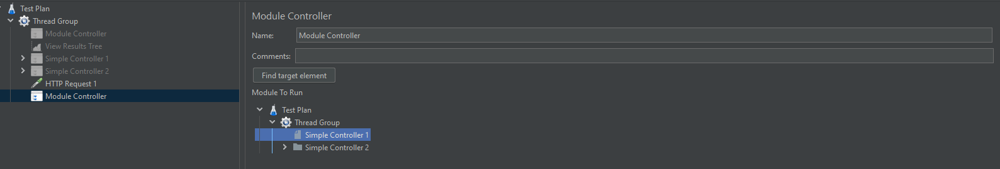 Test Plan
Thread Group
Module Controller
View Results Tree
Simple Controller 1
Simple Controller 2
HTTP Request 1
Module Controller
Module Controller
Name: Module Controller
Comments:
Find target element
Module To Run
Test Plan
Thread Group
Simple Controller 1
Simple Controller 2